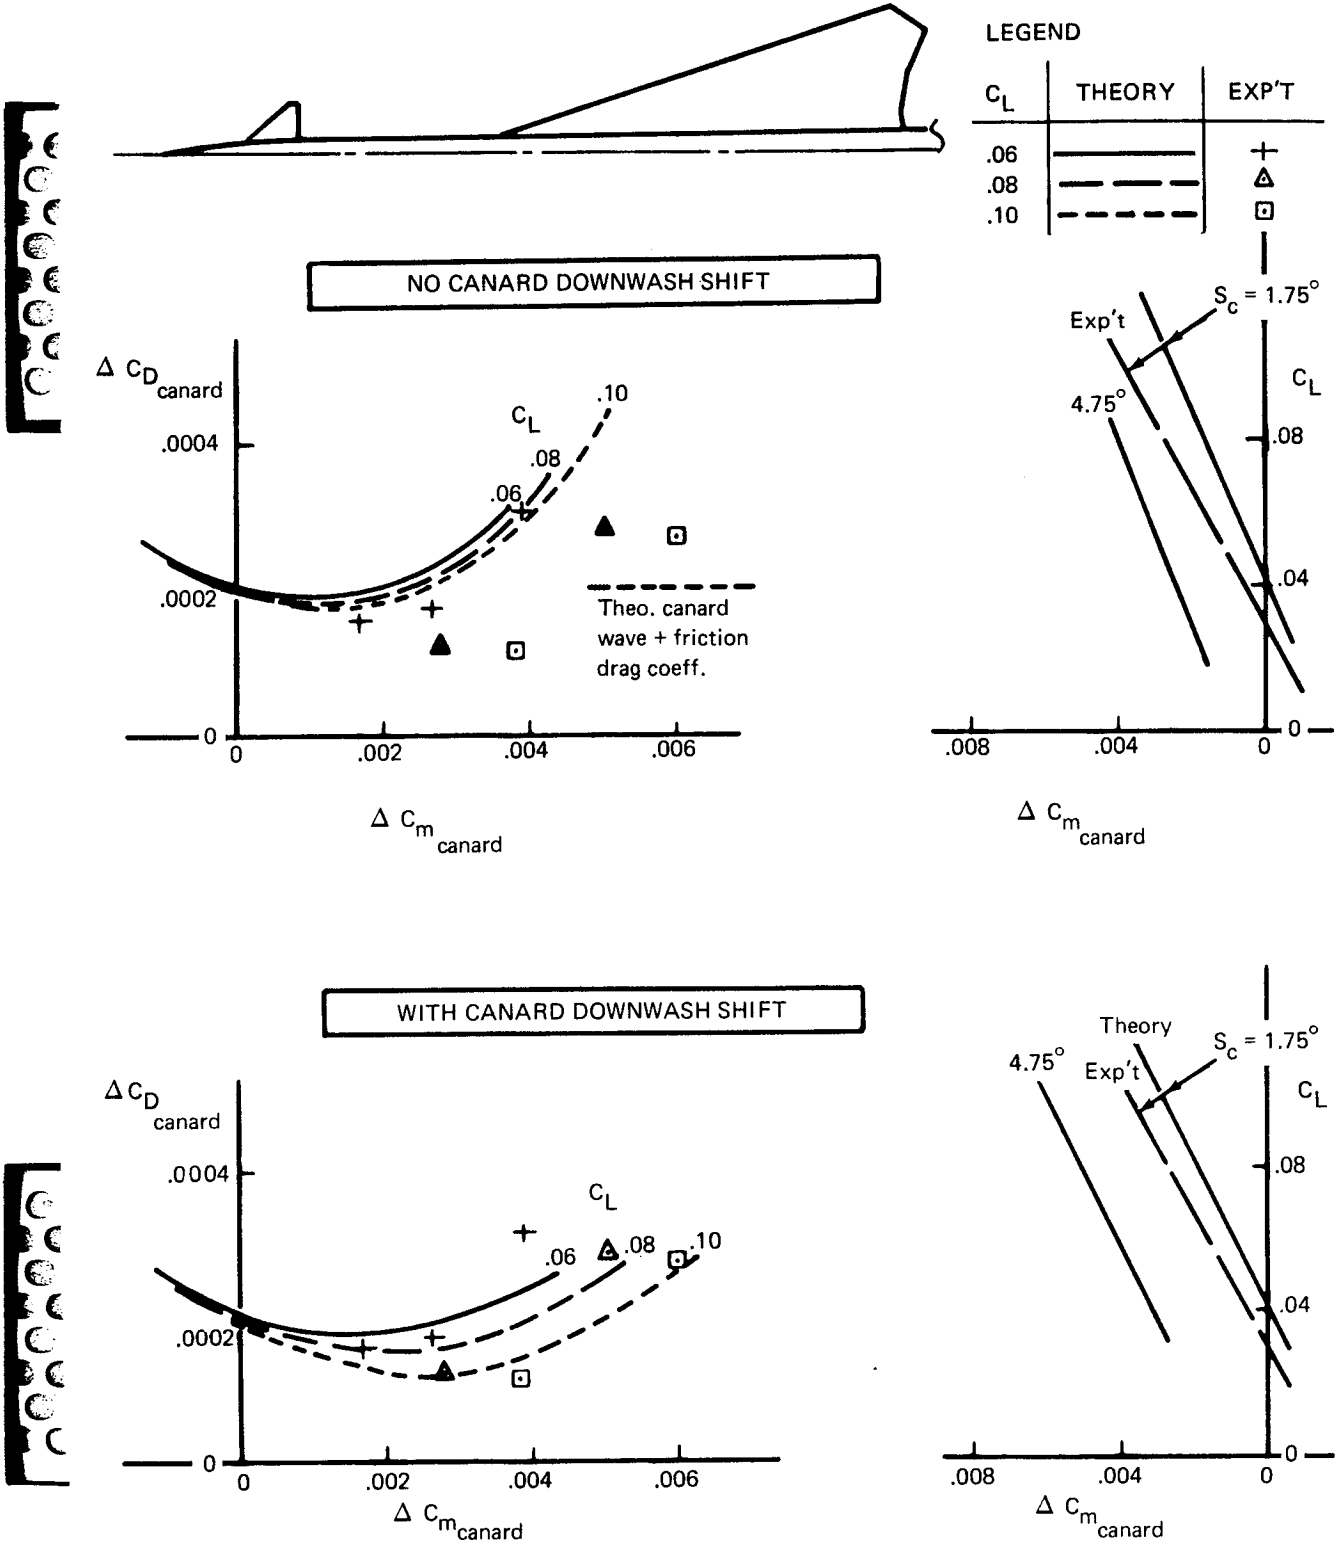 LEGEND
C_L THEORY EXP'T
.06
.08
.10
NO CANARD DOWNWASH SHIFT
Δ C_D canard
.0004
.0002
0
C_L
.06
.08
.10
Theo. canard
wave + friction
drag coeff.
0 .002 .004 .006
Δ C_m canard
S_c = 1.75°
Exp't
4.75°
C_L
.08
.04
0
.008 .004 0
Δ C_m canard
WITH CANARD DOWNWASH SHIFT
Δ C_D canard
.0004
.0002
0
C_L
.06
.08
.10
0 .002 .004 .006
Δ C_m canard
Theory
S_c = 1.75°
4.75°
Exp't
C_L
.08
.04
0
.008 .004 0
Δ C_m canard